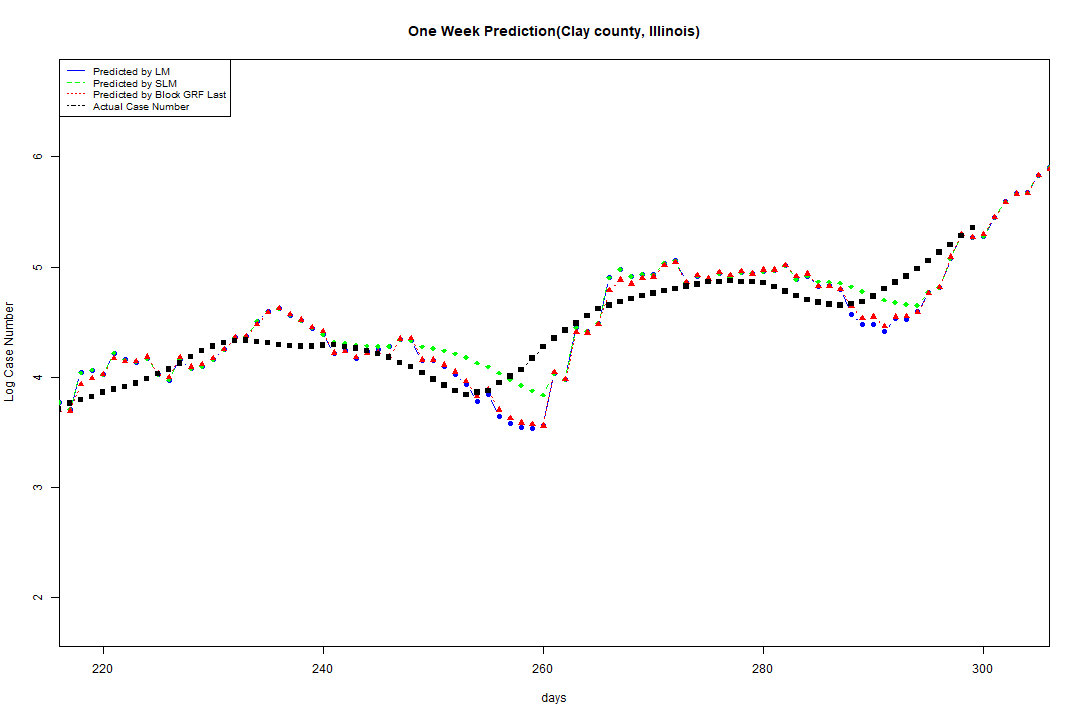 One Week Prediction(Clay county, Illinois)
Predicted by LM
Predicted by SLM
Predicted by Block GRF Last
Actual Case Number
6
5
4
3
2
Log Case Number
220 240 260 280 300
days